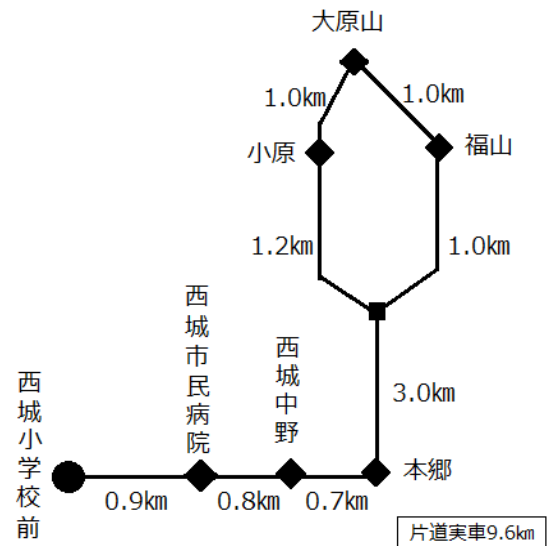 大原山
1.0km
1.0km
小原
福山
1.2km
1.0km
西城市民病院
西城中野
3.0km
西城小学校前
本郷
0.9km
0.8km
0.7km
片道実車9.6km